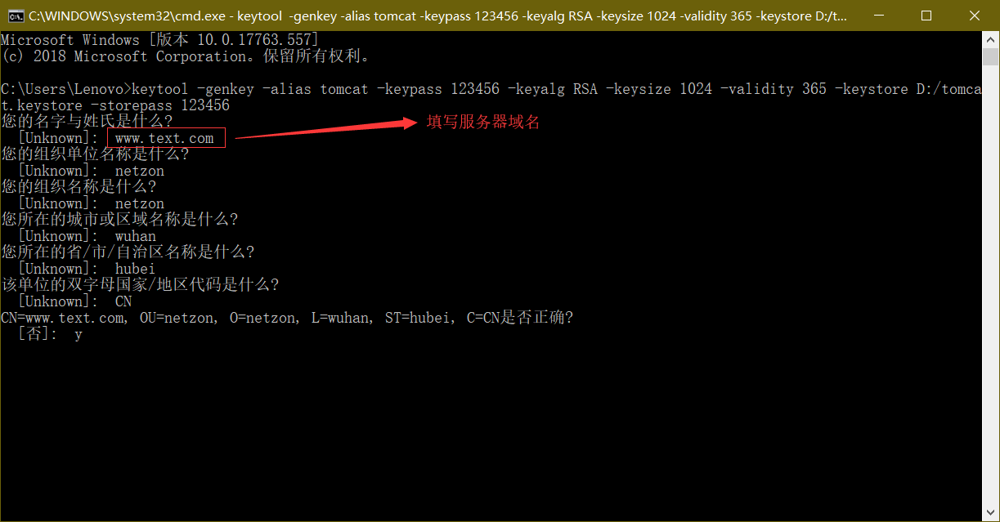 C:\WINDOWS\system32\cmd.exe - keytool  -genkey -alias tomcat -keypass 123456 -keyalg RSA -keysize 1024 -validity 365 -keystore D:/t...
Microsoft Windows [版本 10.0.17763.557]
(c) 2018 Microsoft Corporation。保留所有权利。
C:\Users\Lenovo>keytool -genkey -alias tomcat -keypass 123456 -keyalg RSA -keysize 1024 -validity 365 -keystore D:/tomca
t.keystore -storepass 123456
您的名字与姓氏是什么?
[Unknown]:  www.text.com 填写服务器域名
您的组织单位名称是什么?
[Unknown]:  netzon
您的组织名称是什么?
[Unknown]:  netzon
您所在的城市或区域名称是什么?
[Unknown]:  wuhan
您所在的省/市/自治区名称是什么?
[Unknown]:  hubei
该单位的双字母国家/地区代码是什么?
[Unknown]:  CN
CN=www.text.com, OU=netzon, O=netzon, L=wuhan, ST=hubei, C=CN是否正确?
[否]:  y